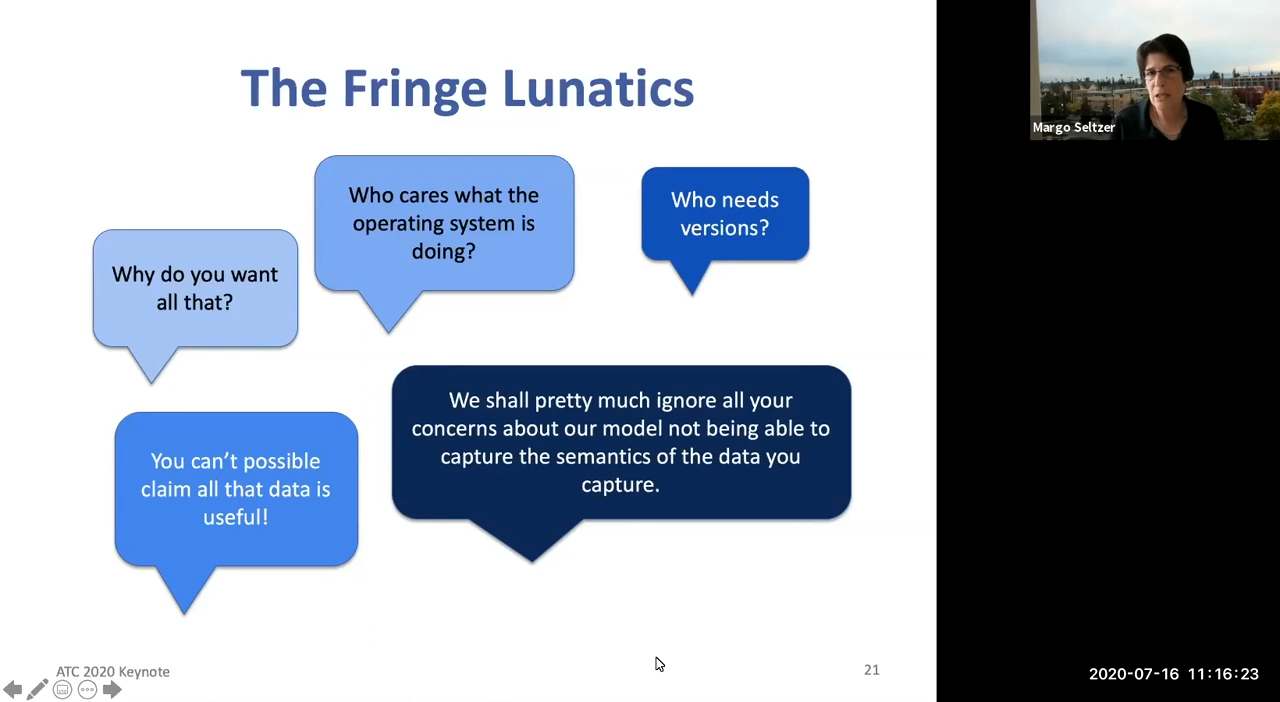 The Fringe Lunatics
Who cares what the
operating system is
doing?
Who needs
versions?
Why do you want
all that?
We shall pretty much ignore all your
concerns about our model not being able to
capture the semantics of the data you
capture.
You can't possible
claim all that data is
useful!
ATC 2020 Keynote
21
Margo Seltzer
2020-07-16 11:16:23